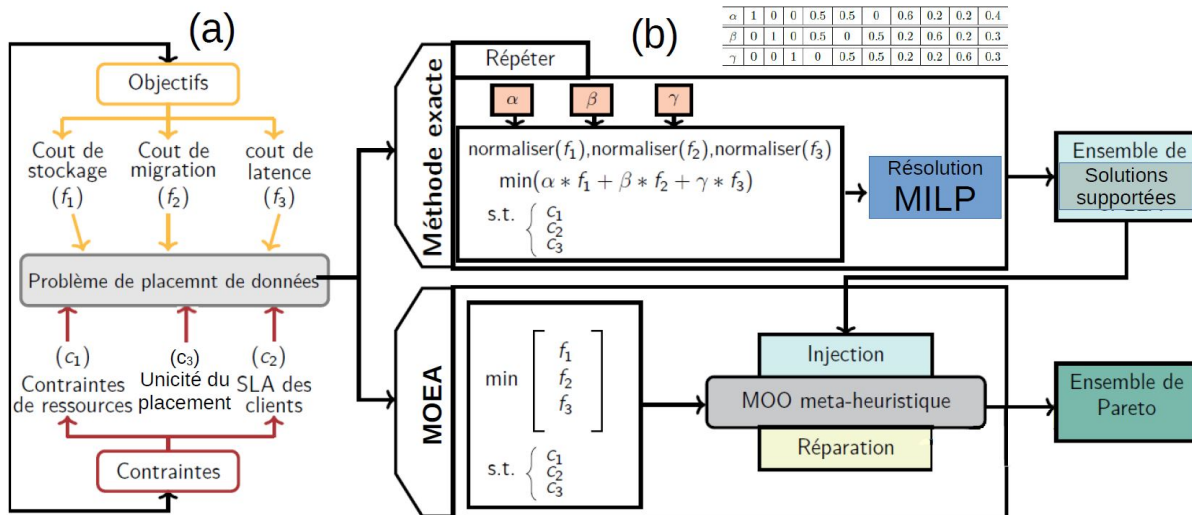 (a)
Objectifs
Cout de stockage (f₁)
Cout de migration (f₂)
cout de latence (f₃)
Problème de placemnt de données
(c₁)
Contraintes de ressources
(c₃)
Unicité du placement
(c₂)
SLA des clients
Contraintes
(b)
α 1 0 0 0.5 0.5 0 0.6 0.2 0.2 0.4
β 0 1 0 0.5 0 0.5 0.2 0.6 0.2 0.3
γ 0 0 1 0 0.5 0.5 0.2 0.2 0.6 0.3
Méthode exacte
Répéter
α β γ
normaliser(f₁),normaliser(f₂),normaliser(f₃)
min(α * f₁ + β * f₂ + γ * f₃)
s.t. { c₁
c₂
c₃
Résolution
MILP
Ensemble de
Solutions
supportées
MOEA
min [ f₁
f₂
f₃ ]
s.t. { c₁
c₂
c₃
Injection
MOO meta-heuristique
Réparation
Ensemble de
Pareto